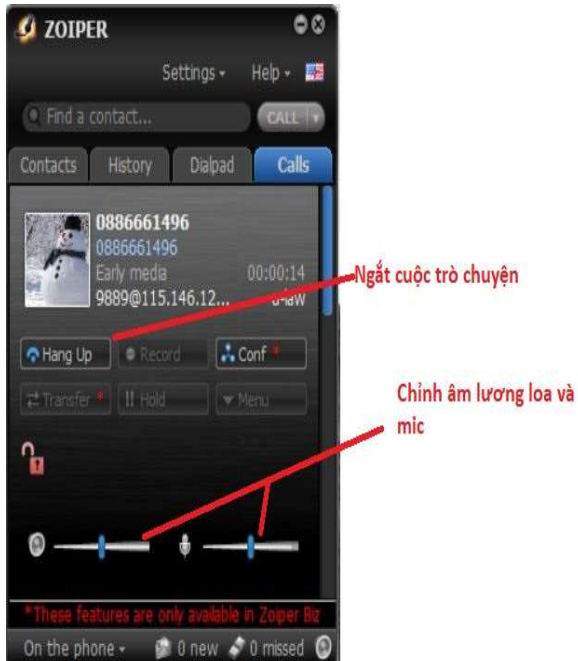 ZOIPER
Settings Help
Find a contact... CALL
Contacts History Dialpad Calls
0886661496
0886661496
Early media 00:00:14
9889@115.146.12... u-law
Ngắt cuộc trò chuyện
Hang Up Record Conf *
Transfer * Hold Menu
Chỉnh âm lương loa và
mic
*These features are only available in Zoiper Biz
On the phone 0 new 0 missed